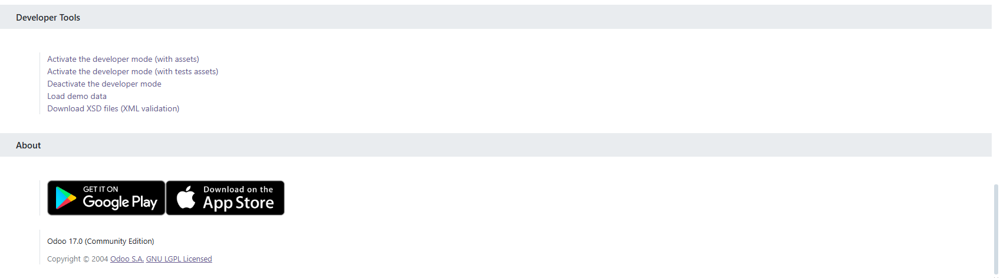 Developer Tools
Activate the developer mode (with assets)
Activate the developer mode (with tests assets)
Deactivate the developer mode
Load demo data
Download XSD files (XML validation)
About
GET IT ON
Google Play
Download on the
App Store
Odoo 17.0 (Community Edition)
Copyright © 2004 Odoo S.A. GNU LGPL Licensed